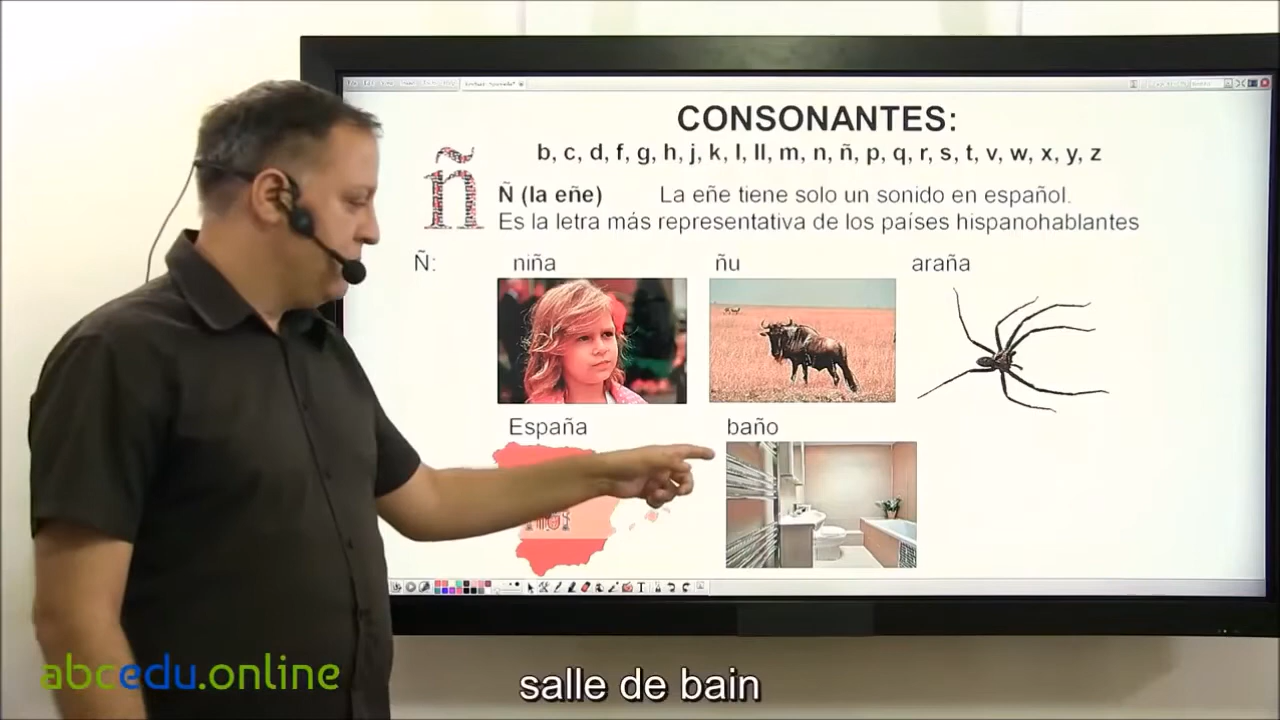 CONSONANTES:
b, c, d, f, g, h, j, k, l, ll, m, n, ñ, p, q, r, s, t, v, w, x, y, z
ñ
Ñ (la eñe) La eñe tiene solo un sonido en español.
Es la letra más representativa de los países hispanohablantes
Ñ: niña ñu araña
España baño
abcedu.online
salle de bain